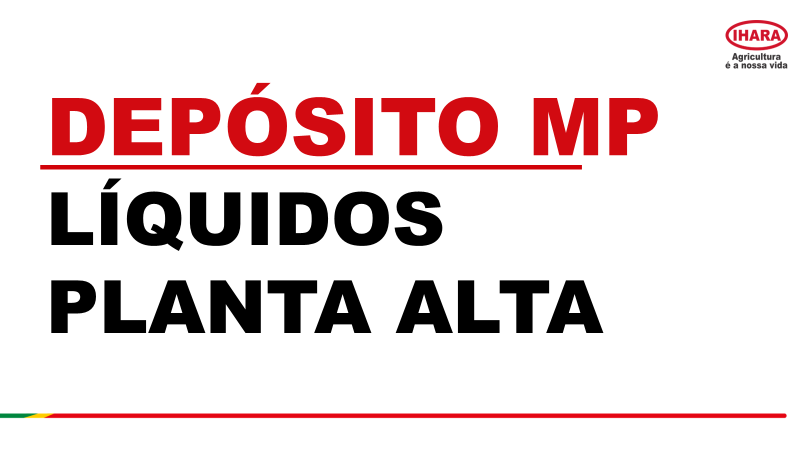 IHARA
Agricultura
é a nossa vida
DEPÓSITO MP
LÍQUIDOS
PLANTA ALTA